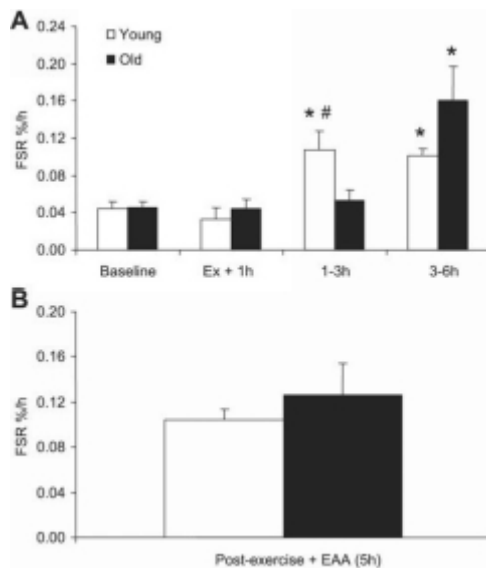 A
0.24
Young
Old
0.20
0.16
0.12
0.08
0.04
0.00
FSR %/h
* #
*
*
Baseline Ex + 1h 1-3h 3-6h
B
0.20
0.16
0.12
0.08
0.04
0.00
FSR %/h
Post-exercise + EAA (5h)